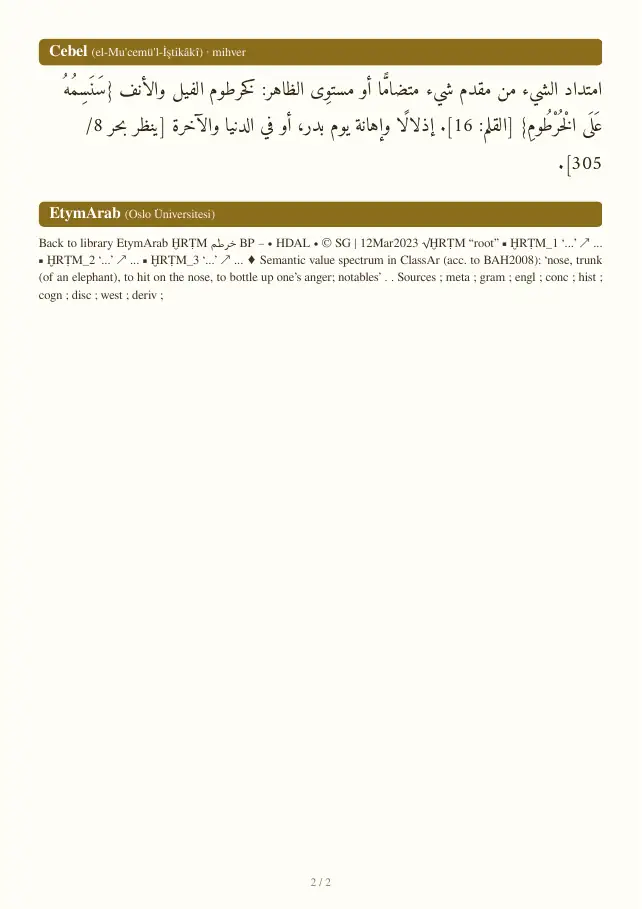 Cebel (el-Mu'cemü'l-İştikâkî) · mihver
امتداد الشيء من مقدم شيء متضامًّا أو مستوِى الظاهر: كخرطوم الفيل والأنف {سَنَسِمُهُ
عَلَى الْخُرْطُومِ} [القلم: 16]. إذلالًا وإهانة يوم بدر، أو في الدنيا والآخرة [ينظر بحر 8/
305].
EtymArab (Oslo Üniversitesi)
Back to library EtymArab ḪRṬM خرطم BP – • HDAL • © SG | 12Mar2023 √ḪRṬM “root” ▪ ḪRṬM_1 ‘...’ ↗ ...
▪ ḪRṬM_2 ‘...’ ↗ ... ▪ ḪRṬM_3 ‘...’ ↗ ... ♦ Semantic value spectrum in ClassAr (acc. to BAH2008): ‘nose, trunk
(of an elephant), to hit on the nose, to bottle up one’s anger; notables’ . . Sources ; meta ; gram ; engl ; conc ; hist ;
cogn ; disc ; west ; deriv ;
2 / 2